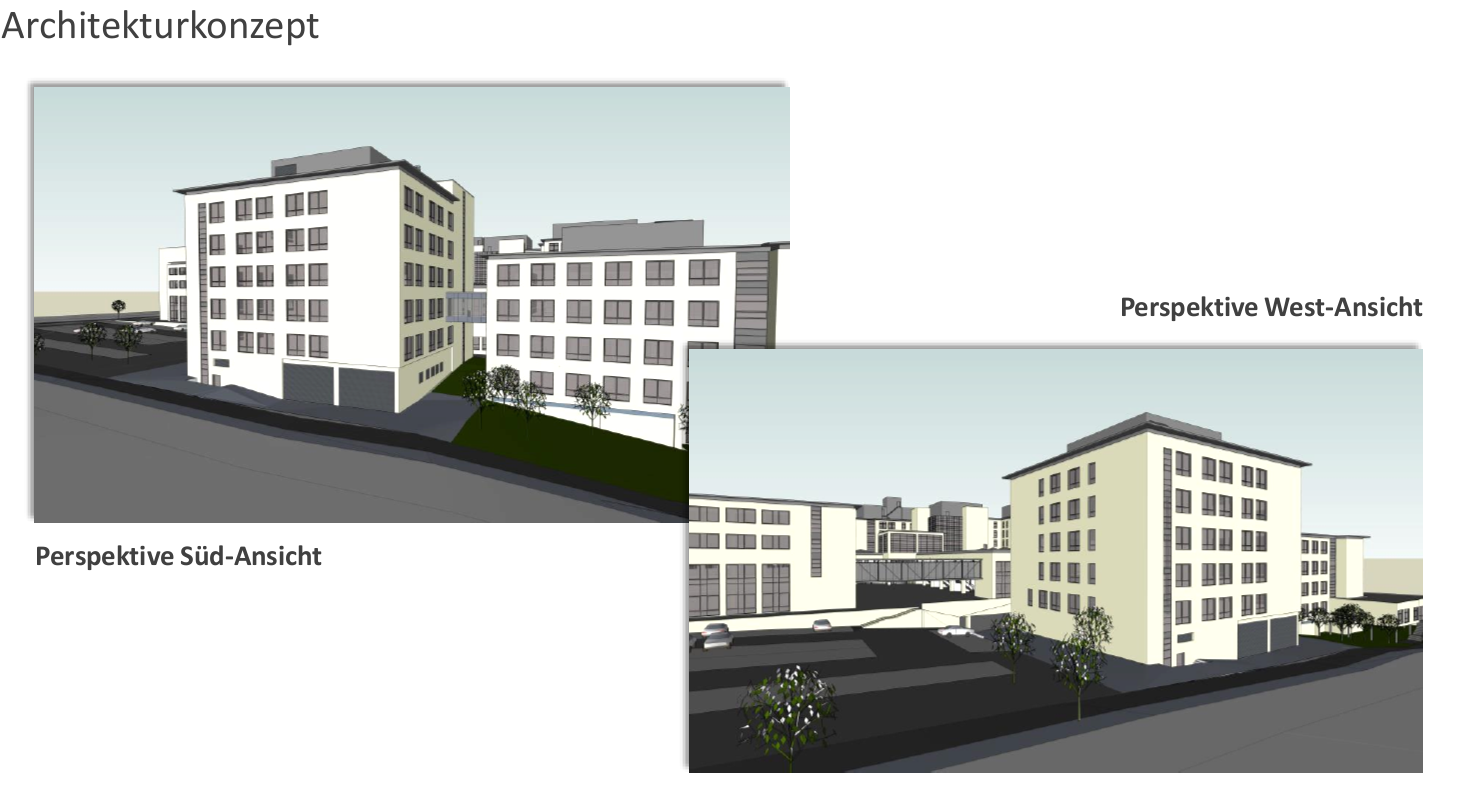 Architekturkonzept
Perspektive West-Ansicht
Perspektive Süd-Ansicht